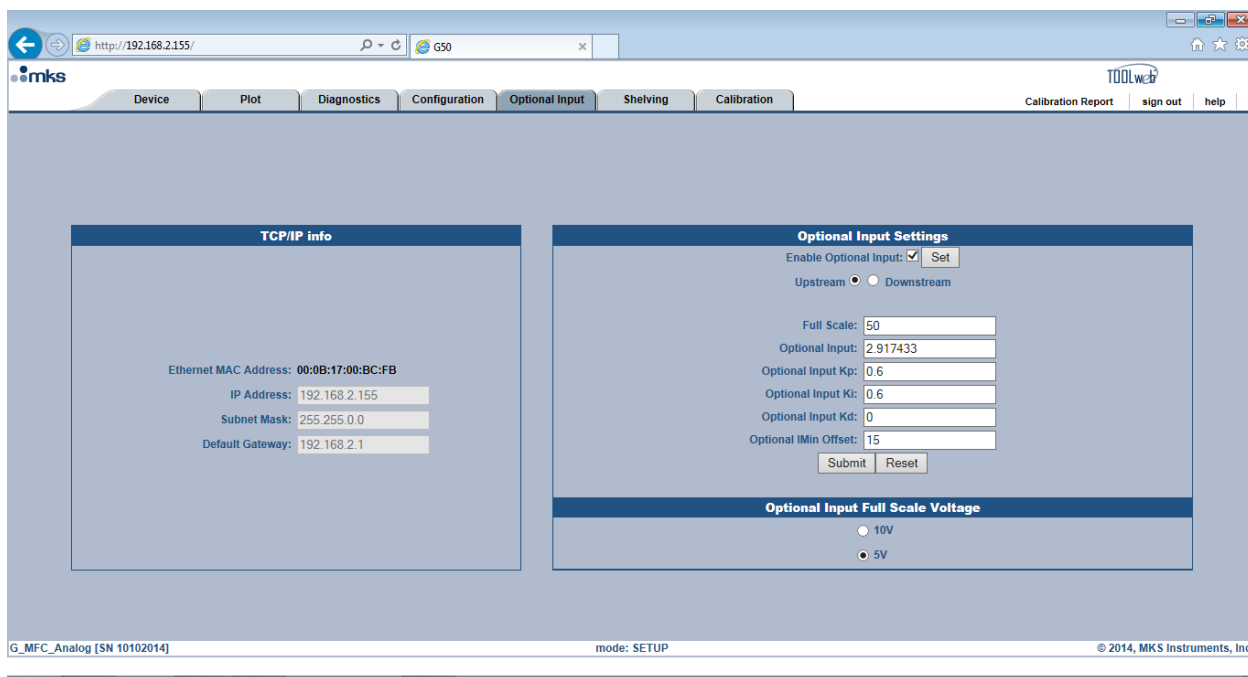 http://192.168.2.155/
G50
mks
TOOLweb
Device Plot Diagnostics Configuration Optional Input Shelving Calibration
Calibration Report sign out help
TCP/IP info
Ethernet MAC Address: 00:0B:17:00:BC:FB
IP Address: 192.168.2.155
Subnet Mask: 255.255.0.0
Default Gateway: 192.168.2.1
Optional Input Settings
Enable Optional Input: Set
Upstream Downstream
Full Scale: 50
Optional Input: 2.917433
Optional Input Kp: 0.6
Optional Input Ki: 0.6
Optional Input Kd: 0
Optional IMin Offset: 15
Submit Reset
Optional Input Full Scale Voltage
10V
5V
G_MFC_Analog [SN 10102014] mode: SETUP © 2014, MKS Instruments, Inc